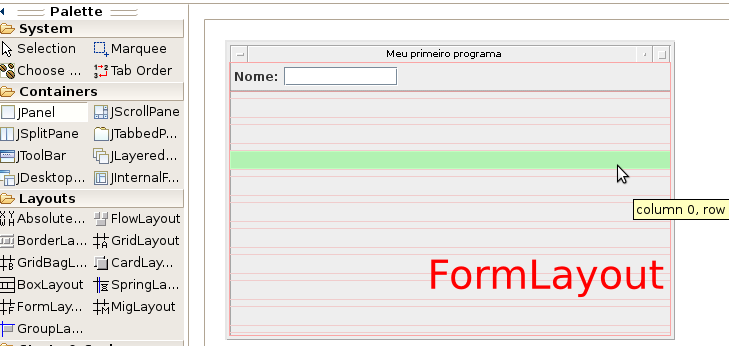 Palette
System
Selection Marquee
Choose ... Tab Order
Containers
JPanel JScrollPane
JSplitPane JTabbedP...
JToolBar JLayered...
JDesktop... JInternalF...
Layouts
Absolute... FlowLayout
BorderLa... GridLayout
GridBagL... CardLay...
BoxLayout SpringLa...
FormLay... MigLayout
GroupLa...
Meu primeiro programa
Nome:
column 0, row
FormLayout